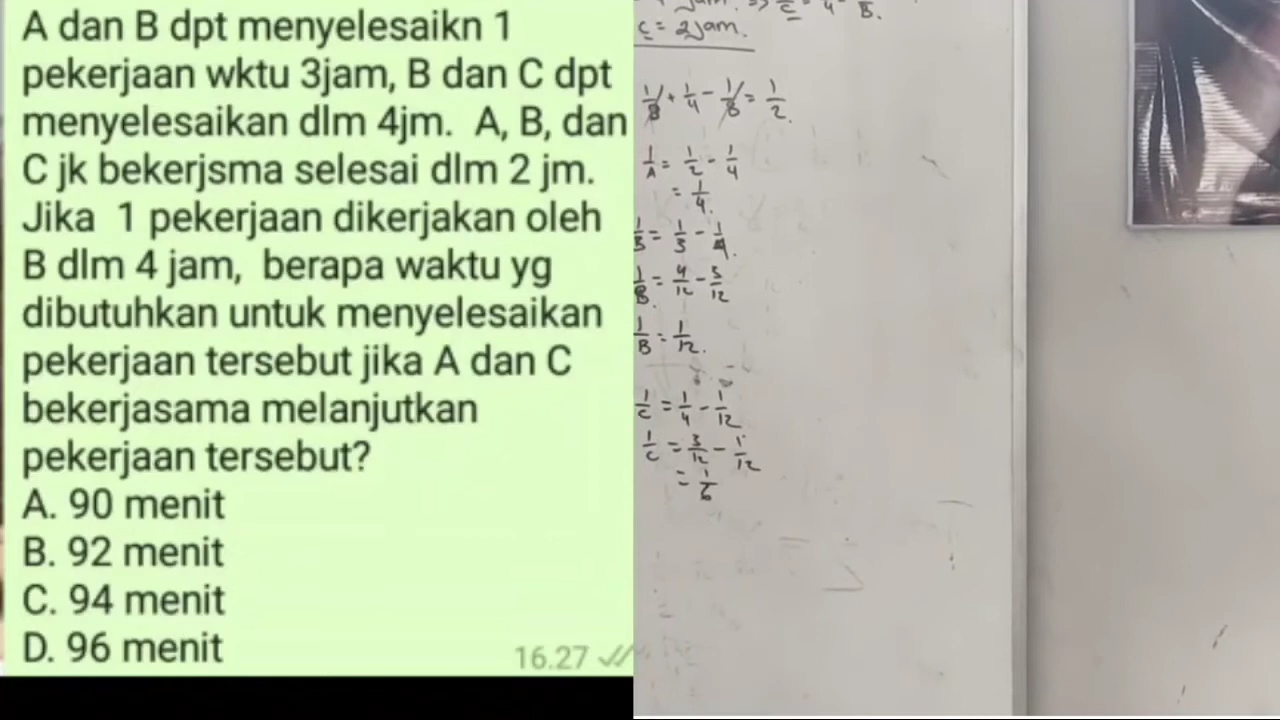 A dan B dpt menyelesaikn 1
pekerjaan wktu 3jam, B dan C dpt
menyelesaikan dlm 4jm. A, B, dan
C jk bekerjsma selesai dlm 2 jm.
Jika 1 pekerjaan dikerjakan oleh
B dlm 4 jam, berapa waktu yg
dibutuhkan untuk menyelesaikan
pekerjaan tersebut jika A dan C
bekerjasama melanjutkan
pekerjaan tersebut?
A. 90 menit
B. 92 menit
C. 94 menit
D. 96 menit
16.27
C = 2 jam.
1/B + 1/4 - 1/B = 1/2
1/A = 1/2 - 1/4
= 1/4
1/B = 1/3 - 1/4
1/B = 4/12 - 3/12
1/B = 1/12
1/C = 1/4 - 1/12
1/C = 3/12 - 1/12
= 1/6